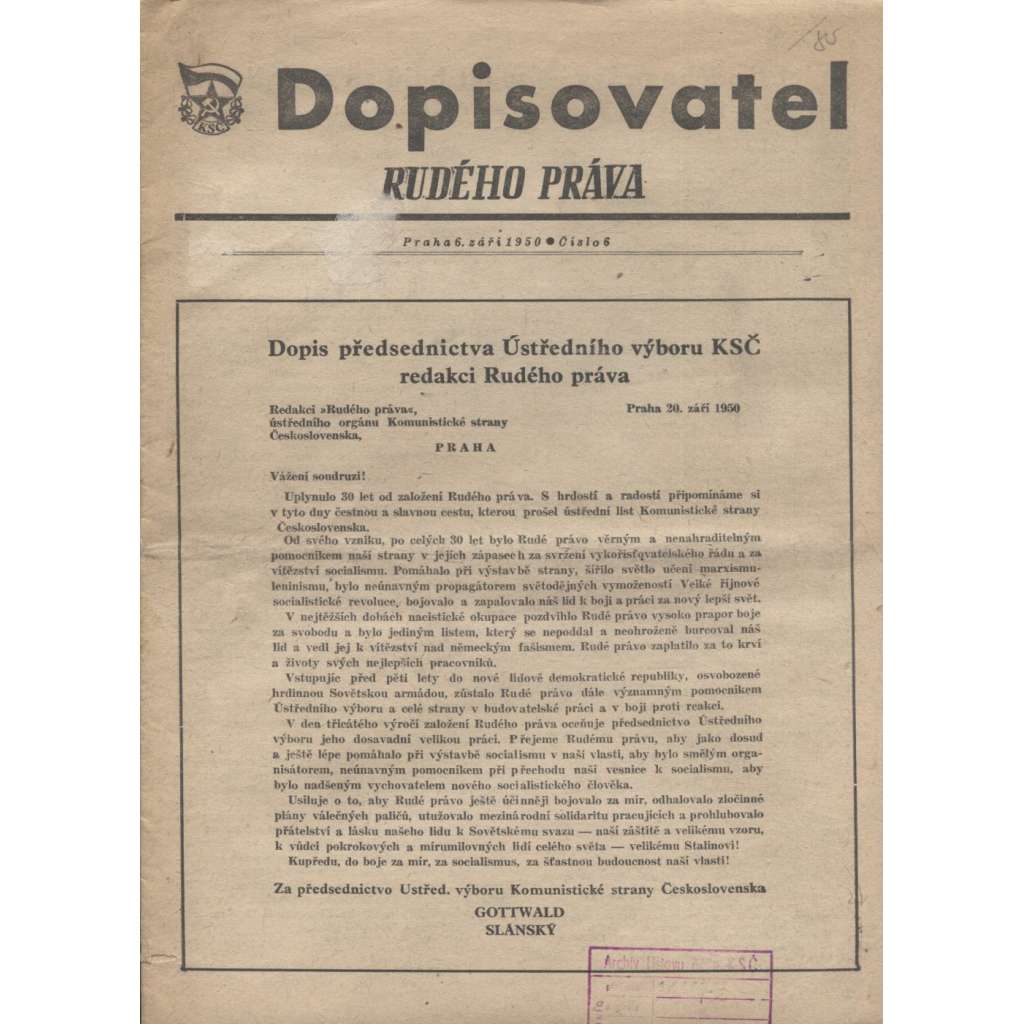 KSČ
Dopisovatel
RUDÉHO PRÁVA
Praha 6. září 1950 ● Číslo 6
Dopis předsednictva Ústředního výboru KSČ
redakci Rudého práva
Redakci »Rudého práva«,
Praha 20. září 1950
ústředního orgánu Komunistické strany
Československa,
PRAHA
Vážení soudruzi!
Uplynulo 30 let od založení Rudého práva. S hrdostí a radostí připomínáme si
v tyto dny čestnou a slavnou cestu, kterou prošel ústřední list Komunistické strany
Československa.
Od svého vzniku, po celých 30 let bylo Rudé právo věrným a nenahraditelným
pomocníkem naší strany v jejích zápasech za svržení vykořisťovatelského řádu a za
vítězství socialismu. Pomáhalo při výstavbě strany, šířilo světlo učení marxismu-
leninismu, bylo neúnavným propagátorem světodějných vymožeností Velké říjnové
socialistické revoluce, bojovalo a zapalovalo náš lid k boji a práci za nový lepší svět.
V nejtěžších dobách nacistické okupace pozdvihlo Rudé právo vysoko prapor boje
za svobodu a bylo jediným listem, který se nepoddal a neohroženě burcoval náš
lid a vedl jej k vítězství nad německým fašismem. Rudé právo zaplatilo za to krví
a životy svých nejlepších pracovníků.
Vstupujíc před pěti lety do nové lidově demokratické republiky, osvobozené
hrdinnou Sovětskou armádou, zůstalo Rudé právo dále významným pomocníkem
Ústředního výboru a celé strany v budovatelské práci a v boji proti reakci.
V den třicátého výročí založení Rudého práva oceňuje předsednictvo Ústředního
výboru jeho dosavadní velikou práci. Přejeme Rudému právu, aby jako dosud
a ještě lépe pomáhalo při výstavbě socialismu v naší vlasti, aby bylo smělým orga-
nisátorem, neúnavným pomocníkem při přechodu naší vesnice k socialismu, aby
bylo nadšeným vychovatelem nového socialistického člověka.
Usiluje o to, aby Rudé právo ještě účinněji bojovalo za mír, odhalovalo zločinné
plány válečných paličů, utužovalo mezinárodní solidaritu pracujících a prohlubovalo
přátelství a lásku našeho lidu k Sovětskému svazu — naší záštitě a velikému vzoru,
k vůdci pokrokových a mírumilovných lidí celého světa — velikému Stalinovi!
Kupředu, do boje za mír, za socialismus, za šťastnou budoucnost naší vlasti!
Za předsednictvo Ústřed. výboru Komunistické strany Československa
GOTTWALD
SLÁNSKÝ
Archiv Ústavu